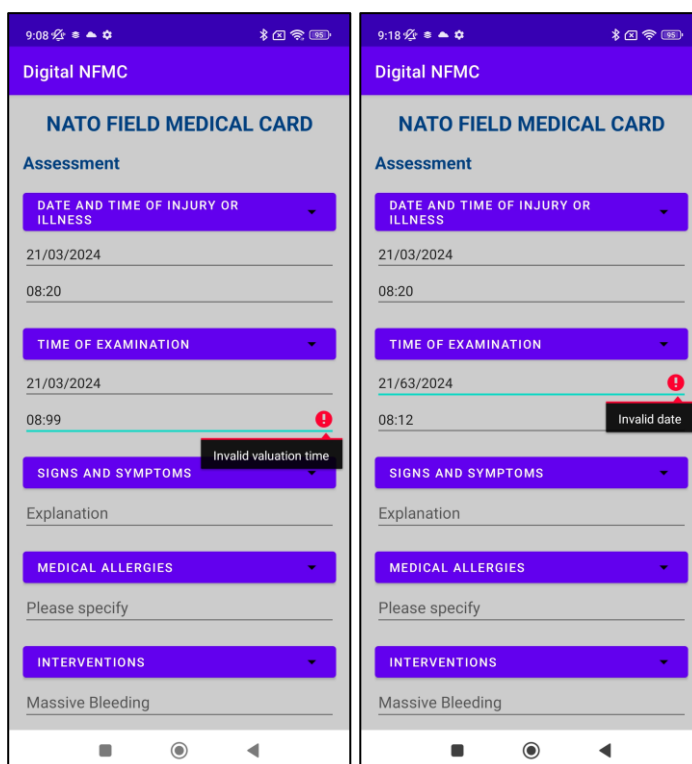 9:08
95
Digital NFMC
NATO FIELD MEDICAL CARD
Assessment
DATE AND TIME OF INJURY OR
ILLNESS
21/03/2024
08:20
TIME OF EXAMINATION
21/03/2024
08:99
Invalid valuation time
SIGNS AND SYMPTOMS
Explanation
MEDICAL ALLERGIES
Please specify
INTERVENTIONS
Massive Bleeding
9:18
95
Digital NFMC
NATO FIELD MEDICAL CARD
Assessment
DATE AND TIME OF INJURY OR
ILLNESS
21/03/2024
08:20
TIME OF EXAMINATION
21/63/2024
08:12
Invalid date
SIGNS AND SYMPTOMS
Explanation
MEDICAL ALLERGIES
Please specify
INTERVENTIONS
Massive Bleeding